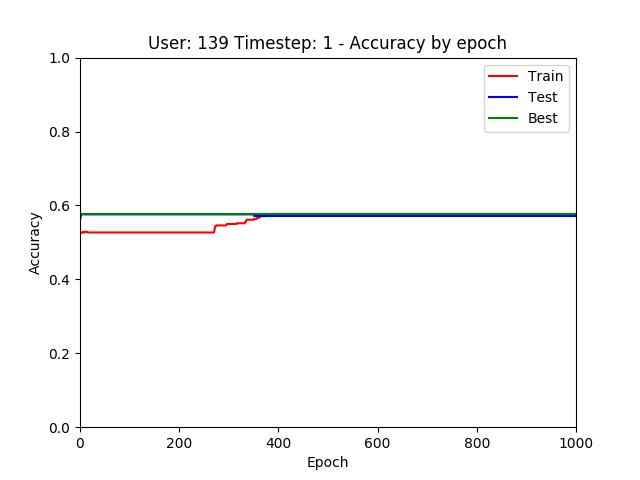 User: 139 Timestep: 1 - Accuracy by epoch
1.0
0.8
0.6
0.4
0.2
0.0
Accuracy
Train
Test
Best
0 200 400 600 800 1000
Epoch